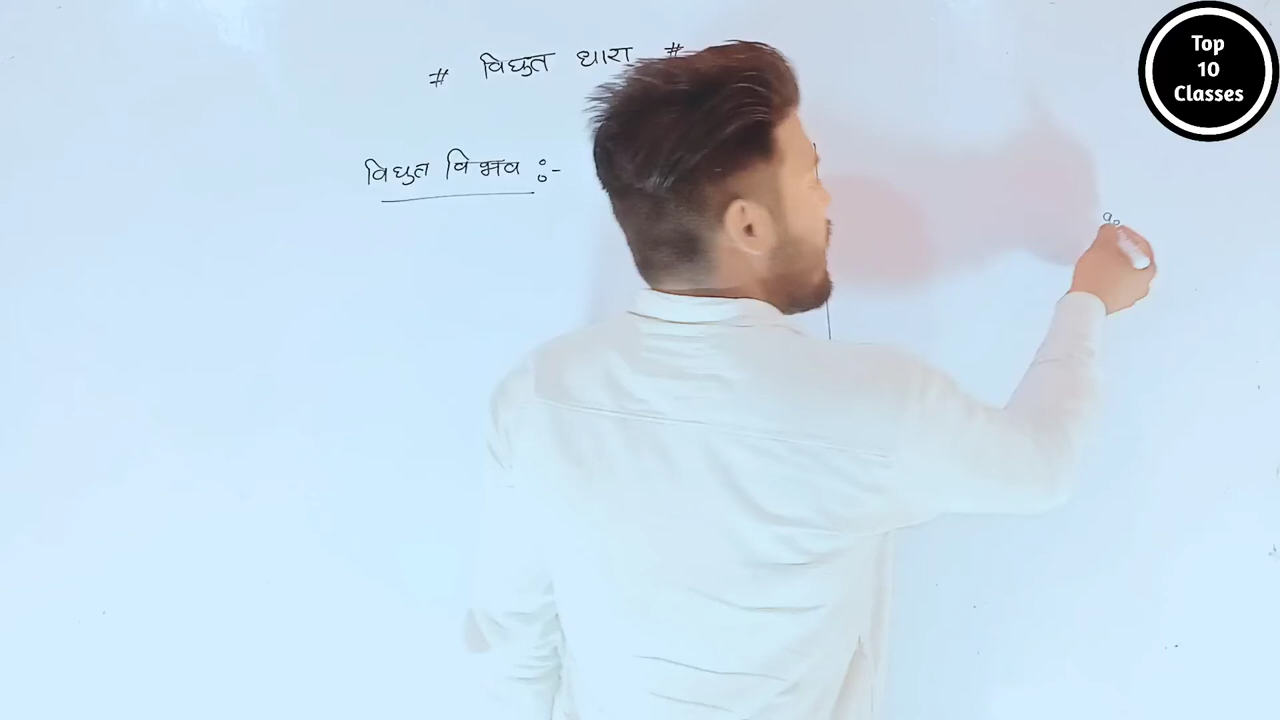 # विद्युत धारा #
विद्युत विभव :-
Top
10
Classes